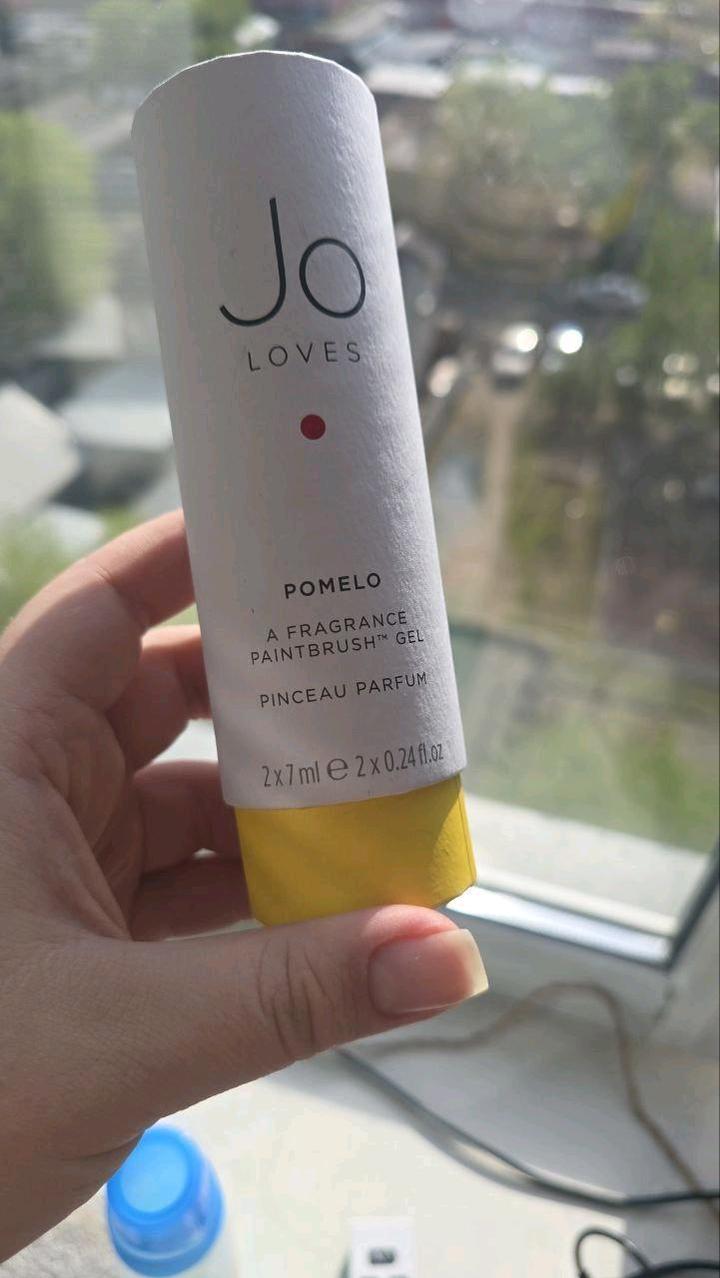 Jo
LOVES
POMELO
A FRAGRANCE
PAINTBRUSH™ GEL
PINCEAU PARFUM
2x7ml ℮ 2x0.24fl.oz